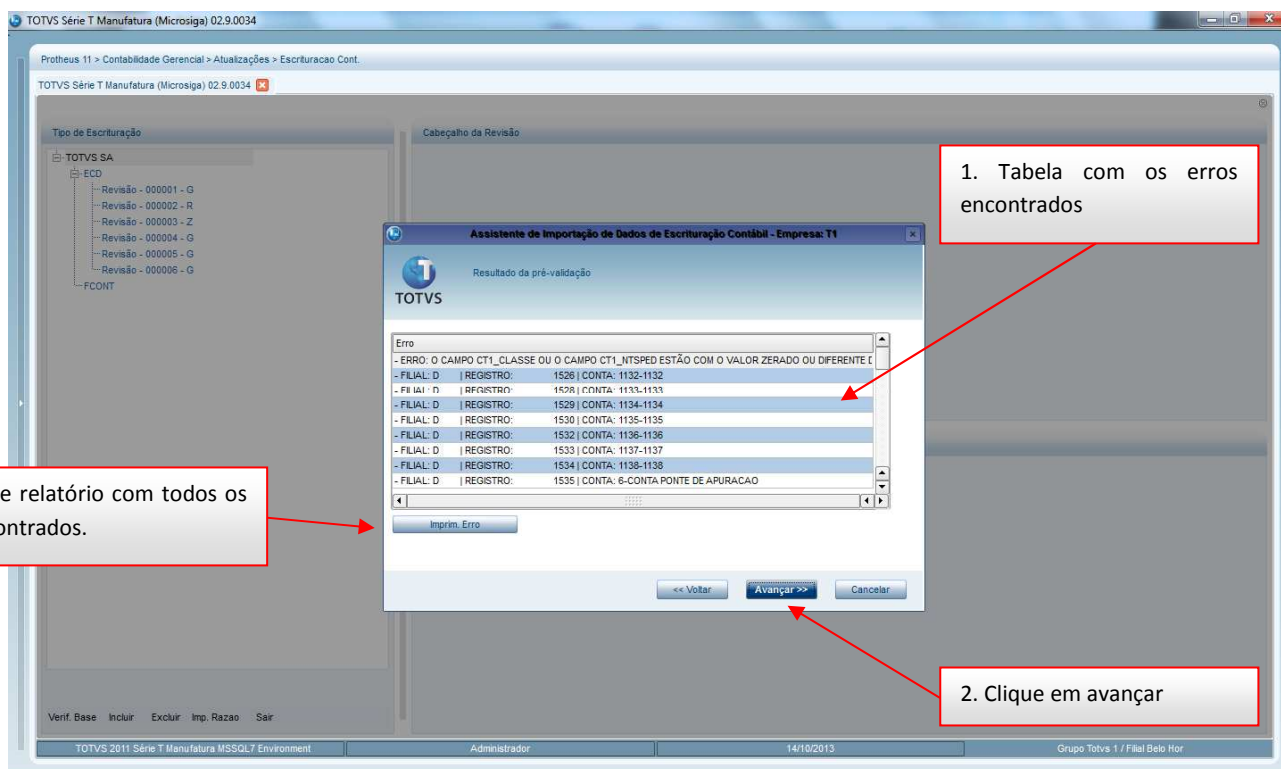 TOTVS Série T Manufatura (Microsiga) 02.9.0034
Protheus 11 > Contabilidade Gerencial > Atualizações > Escrituracao Cont.
TOTVS Série T Manufatura (Microsiga) 02.9.0034
Tipo de Escrituração
Cabeçalho da Revisão
TOTVS SA
ECD
Revisão - 000001 - G
Revisão - 000002 - R
Revisão - 000003 - Z
Revisão - 000004 - G
Revisão - 000005 - G
Revisão - 000006 - G
FCONT
1. Tabela com os erros
encontrados
Assistente de Importação de Dados de Escrituração Contábil - Empresa: T1
Resultado da pré-validação
TOTVS
Erro
- ERRO: O CAMPO CT1_CLASSE OU O CAMPO CT1_NTSPED ESTÃO COM O VALOR ZERADO OU DIFERENTE
- FILIAL: D | REGISTRO: 1526 | CONTA: 1132-1132
- FILIAL: D | REGISTRO: 1528 | CONTA: 1133-1133
- FILIAL: D | REGISTRO: 1529 | CONTA: 1134-1134
- FILIAL: D | REGISTRO: 1530 | CONTA: 1135-1135
- FILIAL: D | REGISTRO: 1532 | CONTA: 1136-1136
- FILIAL: D | REGISTRO: 1533 | CONTA: 1137-1137
- FILIAL: D | REGISTRO: 1534 | CONTA: 1138-1138
- FILIAL: D | REGISTRO: 1535 | CONTA: 6-CONTA PONTE DE APURACAO
e relatório com todos os
ontrados.
Imprim. Erro
<< Voltar Avançar >> Cancelar
2. Clique em avançar
Verif. Base Incluir Excluir Imp. Razao Sair
TOTVS 2011 Série T Manufatura MSSQL7 Environment Administrador 14/10/2013 Grupo Totvs 1 / Filial Belo Hor